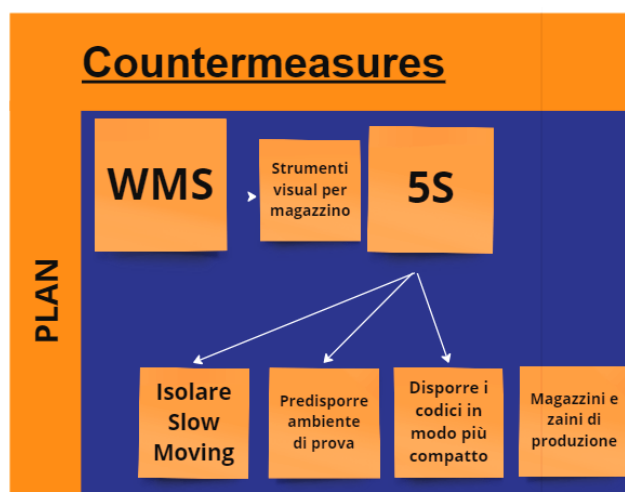 Countermeasures
PLAN
WMS
Strumenti
visual per
magazzino
5S
Isolare
Slow
Moving
Predisporre
ambiente
di prova
Disporre i
codici in
modo più
compatto
Magazzini e
zaini di
produzione